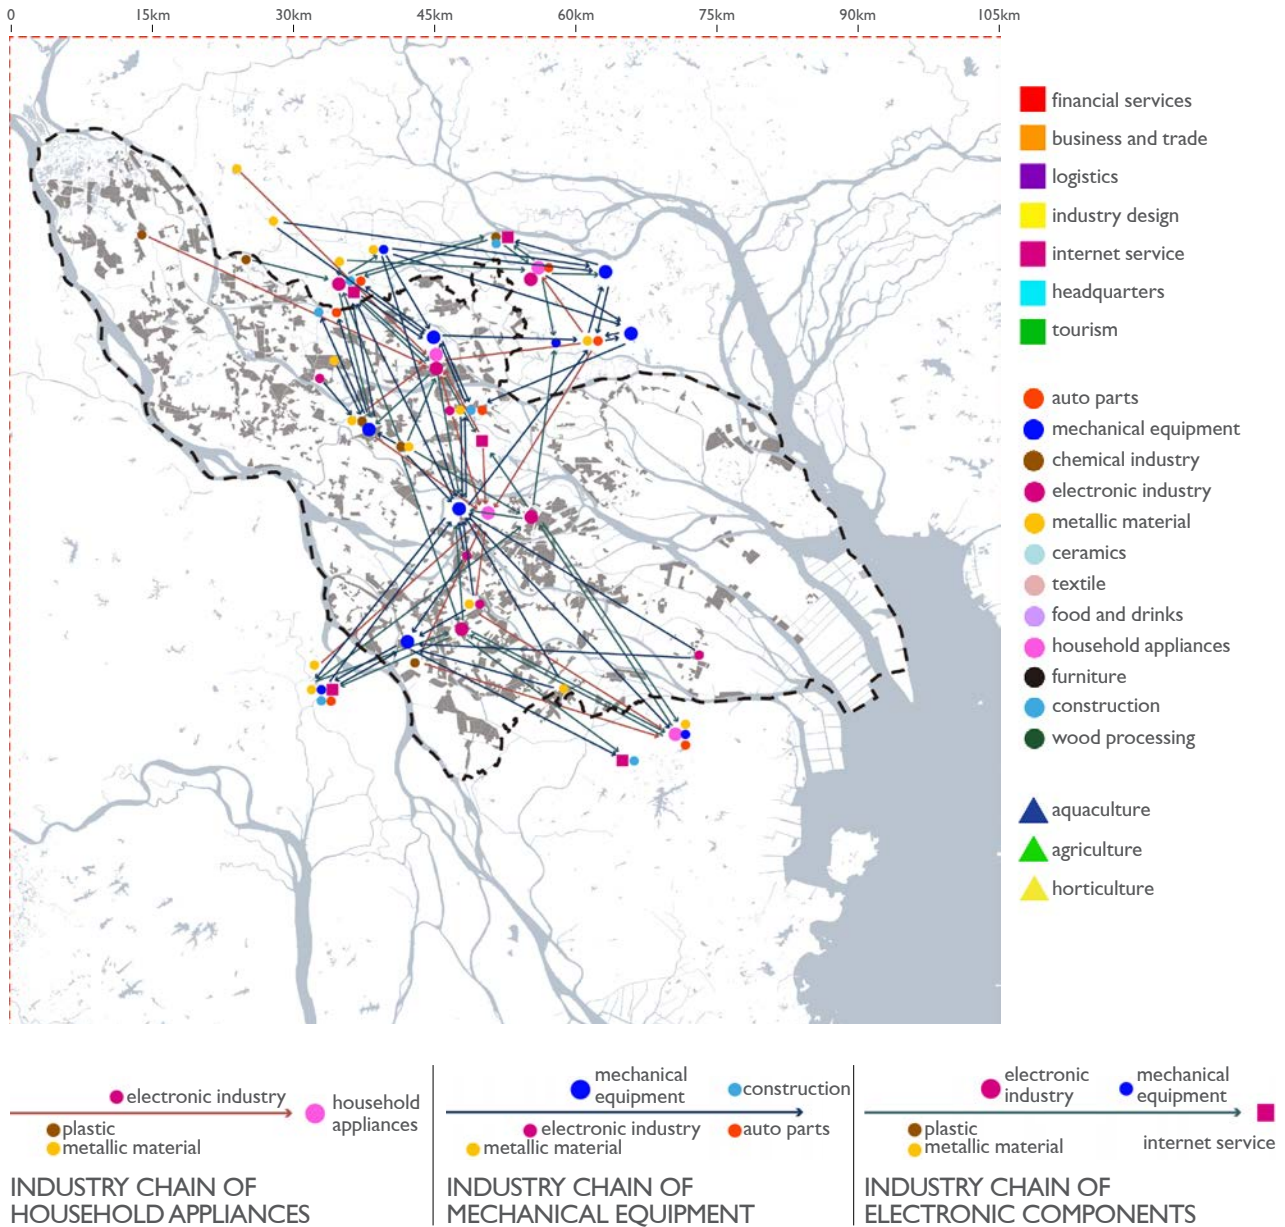 0 15km 30km 45km 60km 75km 90km 105km
financial services
business and trade
logistics
industry design
internet service
headquarters
tourism
auto parts
mechanical equipment
chemical industry
electronic industry
metallic material
ceramics
textile
food and drinks
household appliances
furniture
construction
wood processing
aquaculture
agriculture
horticulture
electronic industry
household
appliances
plastic
metallic material
INDUSTRY CHAIN OF
HOUSEHOLD APPLIANCES
mechanical
equipment
construction
electronic industry
auto parts
metallic material
INDUSTRY CHAIN OF
MECHANICAL EQUIPMENT
electronic
industry
mechanical
equipment
plastic
metallic material
internet service
INDUSTRY CHAIN OF
ELECTRONIC COMPONENTS